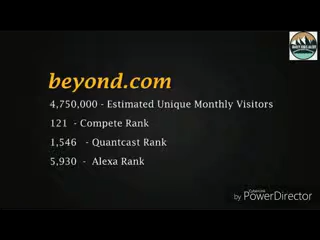 beyond.com
4,750,000 - Estimated Unique Monthly Visitors
121 - Compete Rank
1,546 - Quantcast Rank
5,930 - Alexa Rank
CyberLink
by PowerDirector